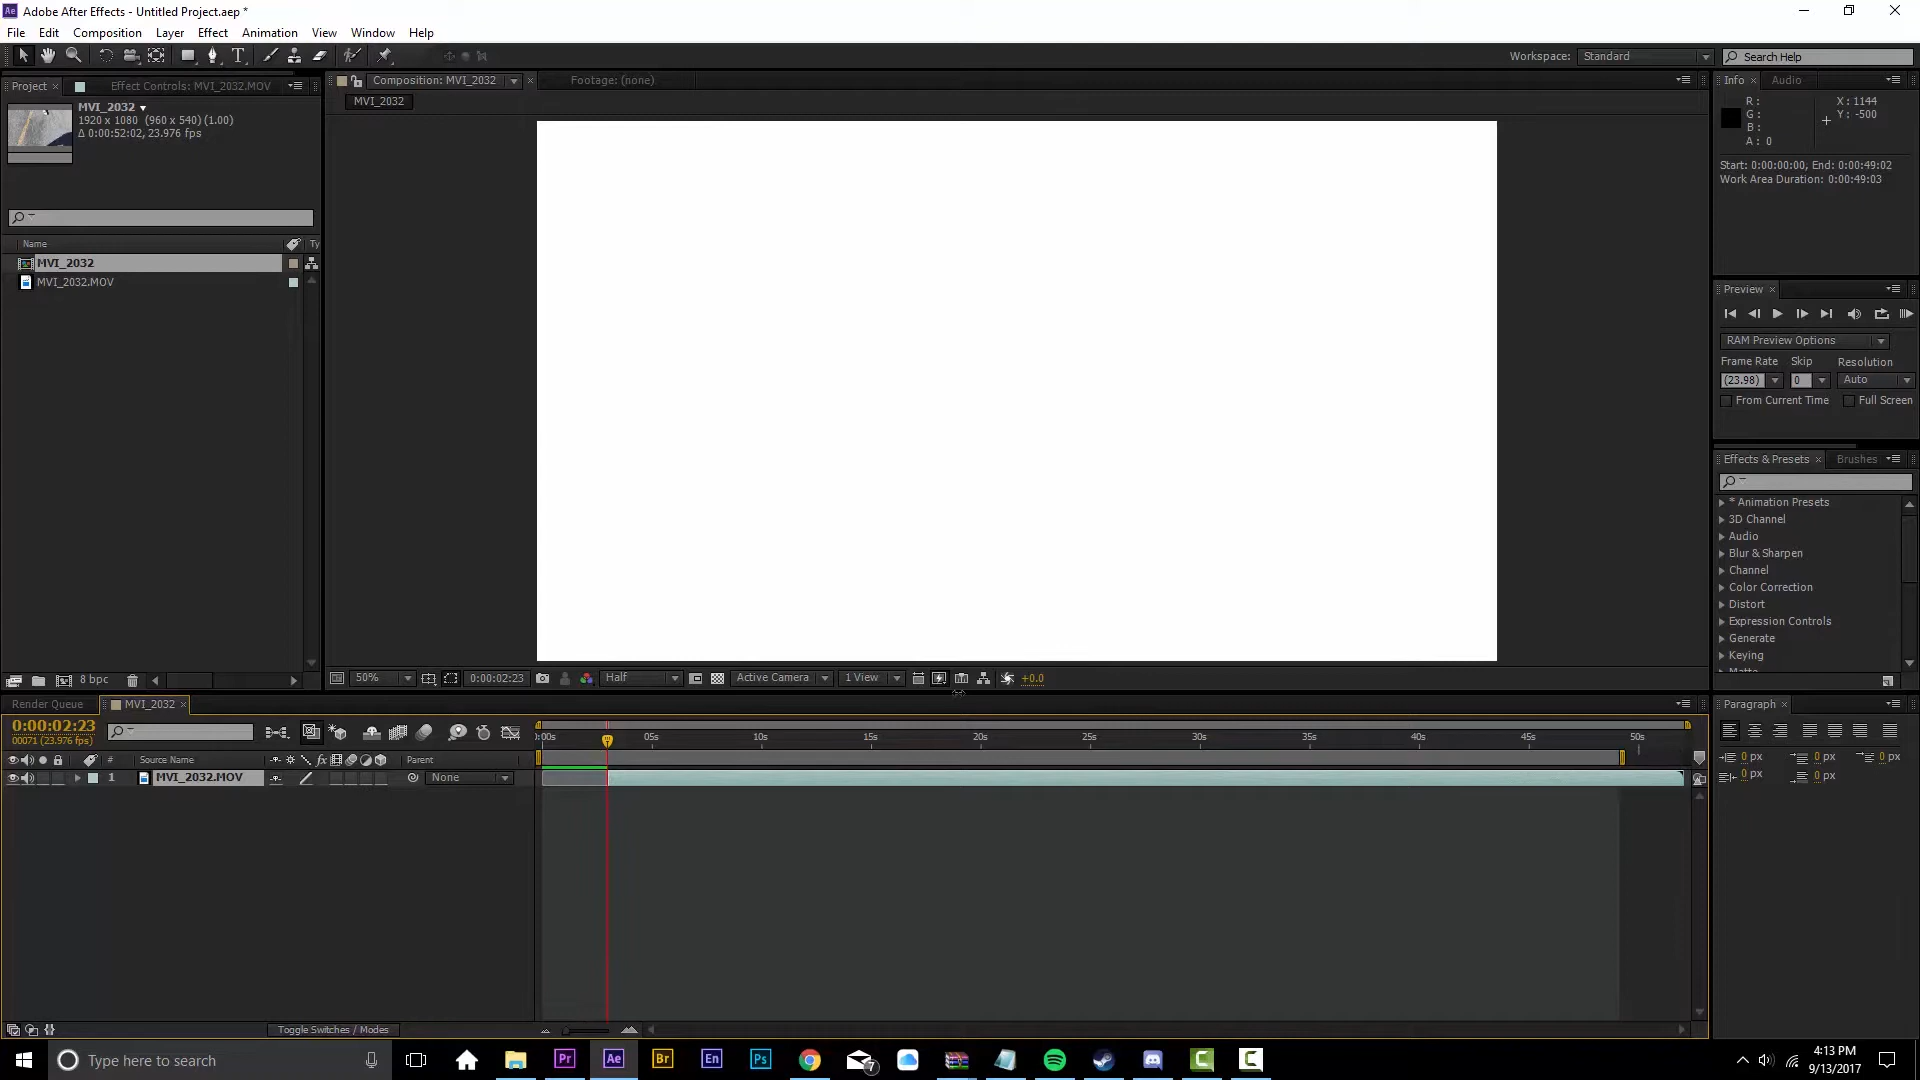 Adobe After Effects - Untitled Project.aep *
File Edit Composition Layer Effect Animation View Window Help
Workspace: Standard
Search Help
Project Effect Controls: MVI_2032.MOV
Composition: MVI_2032
Footage: (none)
Info Audio
MVI_2032
1920 x 1080 (960 x 540) (1.00)
Δ 0:00:52:02, 23.976 fps
MVI_2032
R :
G :
B :
A : 0
X : 1144
Y : -500
Start: 0:00:00:00, End: 0:00:49:02
Work Area Duration: 0:00:49:03
Name Ty
MVI_2032
MVI_2032.MOV
Preview
RAM Preview Options
Frame Rate Skip Resolution
(23.98) 0 Auto
From Current Time Full Screen
Effects & Presets Brushes
* Animation Presets
3D Channel
Audio
Blur & Sharpen
Channel
Color Correction
Distort
Expression Controls
Generate
Keying
Matte
8 bpc
50% 0:00:02:23 Half Active Camera 1 View +0.0
Render Queue MVI_2032
0:00:02:23
00071 (23.976 fps)
:00s 05s 10s 15s 20s 25s 30s 35s 40s 45s 50s
# Source Name fx Parent
1 MVI_2032.MOV None
Toggle Switches / Modes
Paragraph
0 px 0 px 0 px
0 px 0 px
Type here to search
Pr Ae Br En Ps 7 C C
4:13 PM
9/13/2017